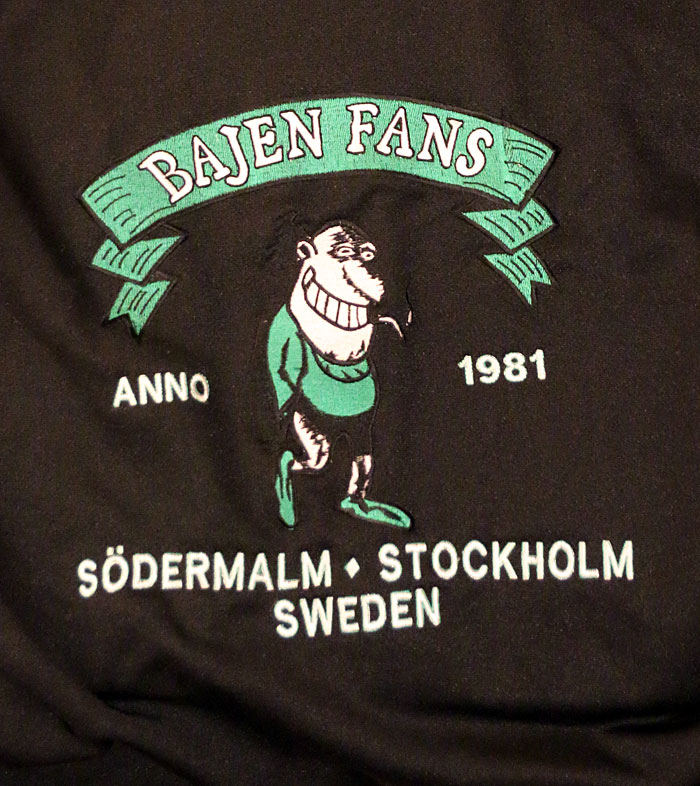 BAJEN FANS
ANNO 1981
SÖDERMALM ♦ STOCKHOLM
SWEDEN